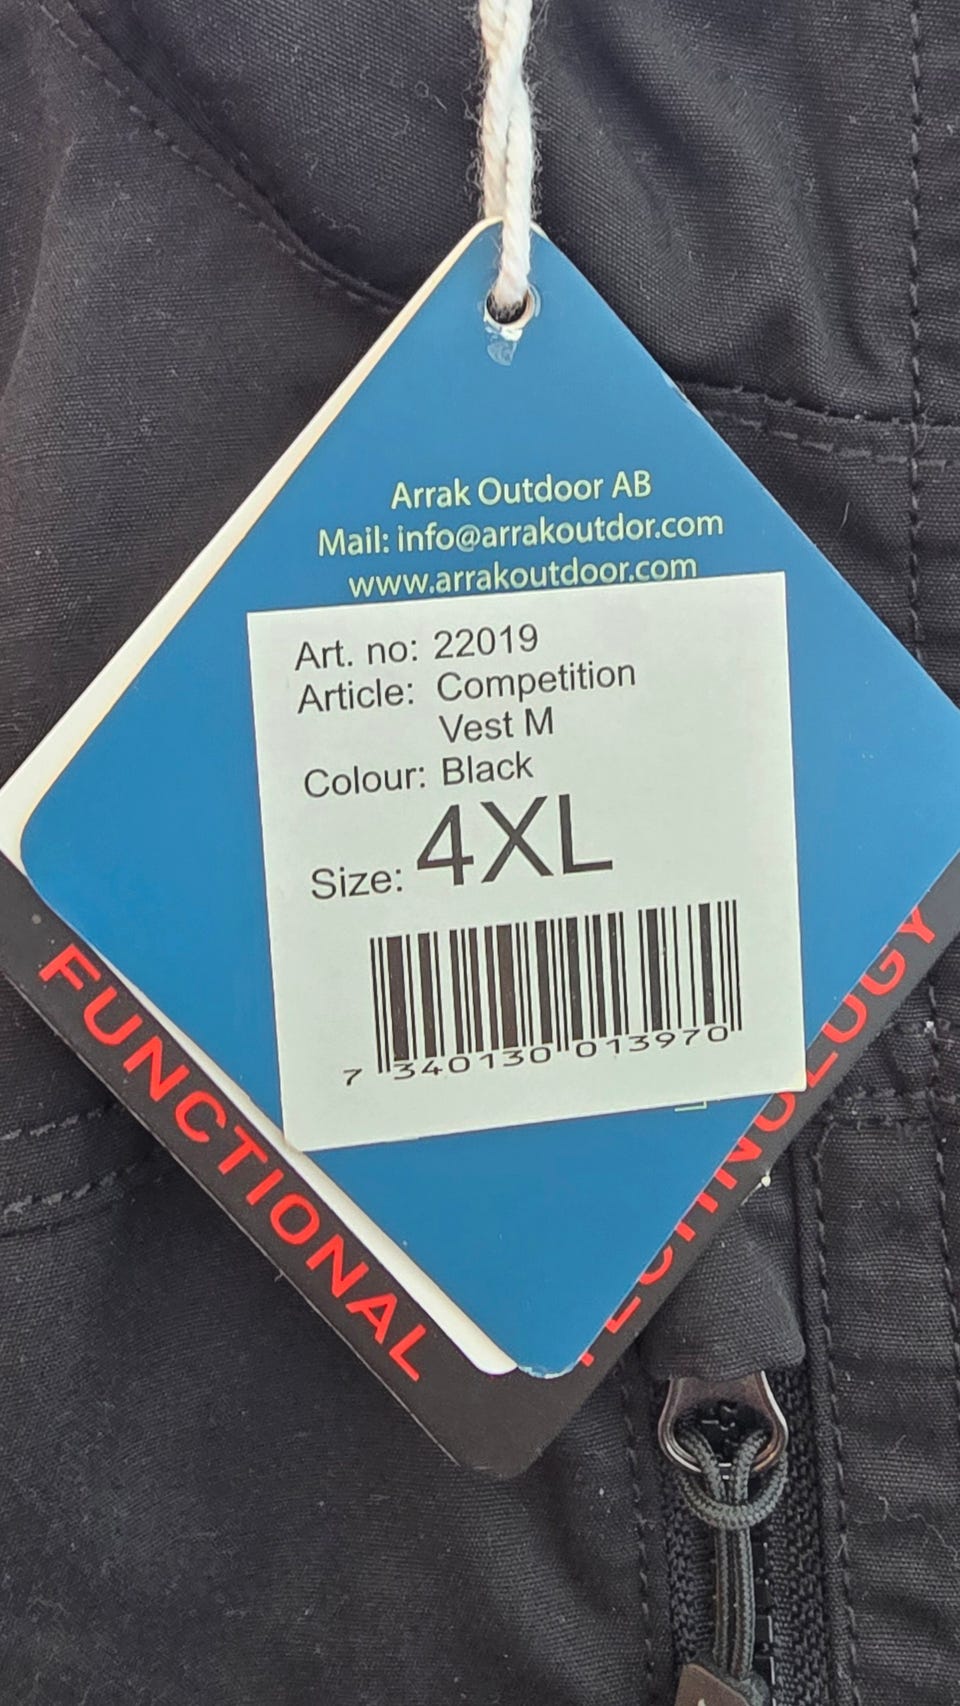 Arrak Outdoor AB
Mail: info@arrakoutdor.com
www.arrakoutdoor.com
Art. no: 22019
Article: Competition
Vest M
Colour: Black
Size: 4XL
7 340130 013970
FUNCTIONAL
TECHNOLOGY